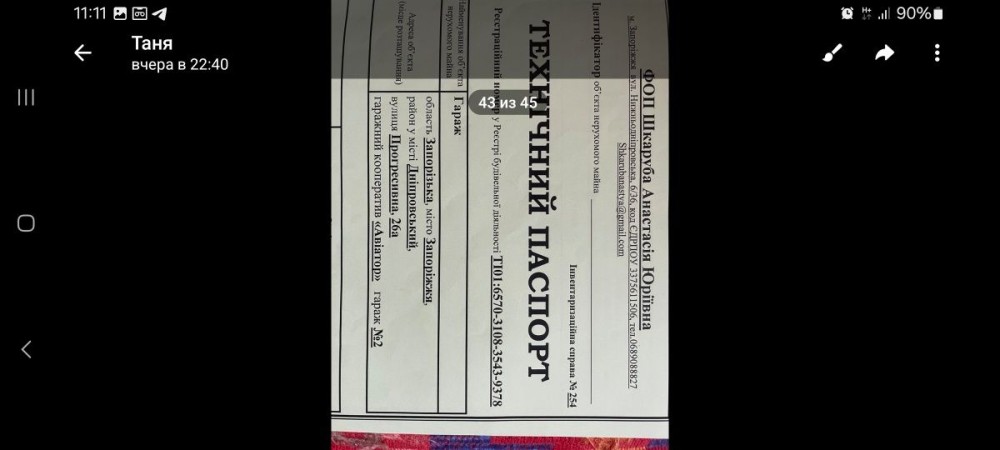 11:11
90%
Таня
вчера в 22:40
43 из 45
ФОП Шкаруба Анастасія Юріївна
м. Запоріжжя, вул. Нижньодніпровська, 6/36, код ЄДРПОУ 3375611506, тел.0689088827
Shkarubanastya@gmail.com
Ідентифікатор об'єкта нерухомого майна
Інвентаризаційна справа № 254
ТЕХНІЧНИЙ ПАСПОРТ
Реєстраційний номер у Реєстрі будівельної діяльності ТІ01:6570-3108-3543-9378
Найменування об'єкта
нерухомого майна
Гараж
Адреса об'єкта
(місце розташування)
область Запорізька, місто Запоріжжя,
район у місті Дніпровський,
вулиця Прогресивна, 26а
гаражний кооператив «Авіатор» гараж №2